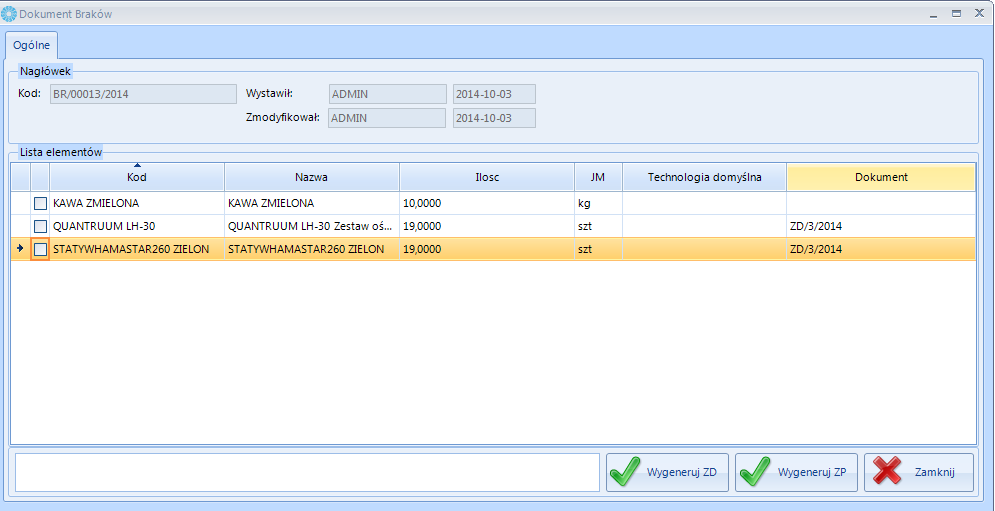 Dokument Braków
Ogólne
Nagłówek
Kod: BR/00013/2014 Wystawił: ADMIN 2014-10-03
Zmodyfikował: ADMIN 2014-10-03
Lista elementów
Kod Nazwa Ilosc JM Technologia domyślna Dokument
KAWA ZMIELONA KAWA ZMIELONA 10,0000 kg
QUANTRUUM LH-30 QUANTRUUM LH-30 Zestaw oś... 19,0000 szt ZD/3/2014
STATYWHAMASTAR260 ZIELON STATYWHAMASTAR260 ZIELON 19,0000 szt ZD/3/2014
Wygeneruj ZD Wygeneruj ZP Zamknij